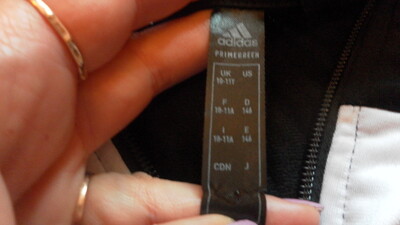 adidas
PRIMEGREEN
UK US
10-11Y
F D
10-11A 146
I E
10-11A 146
CDN J